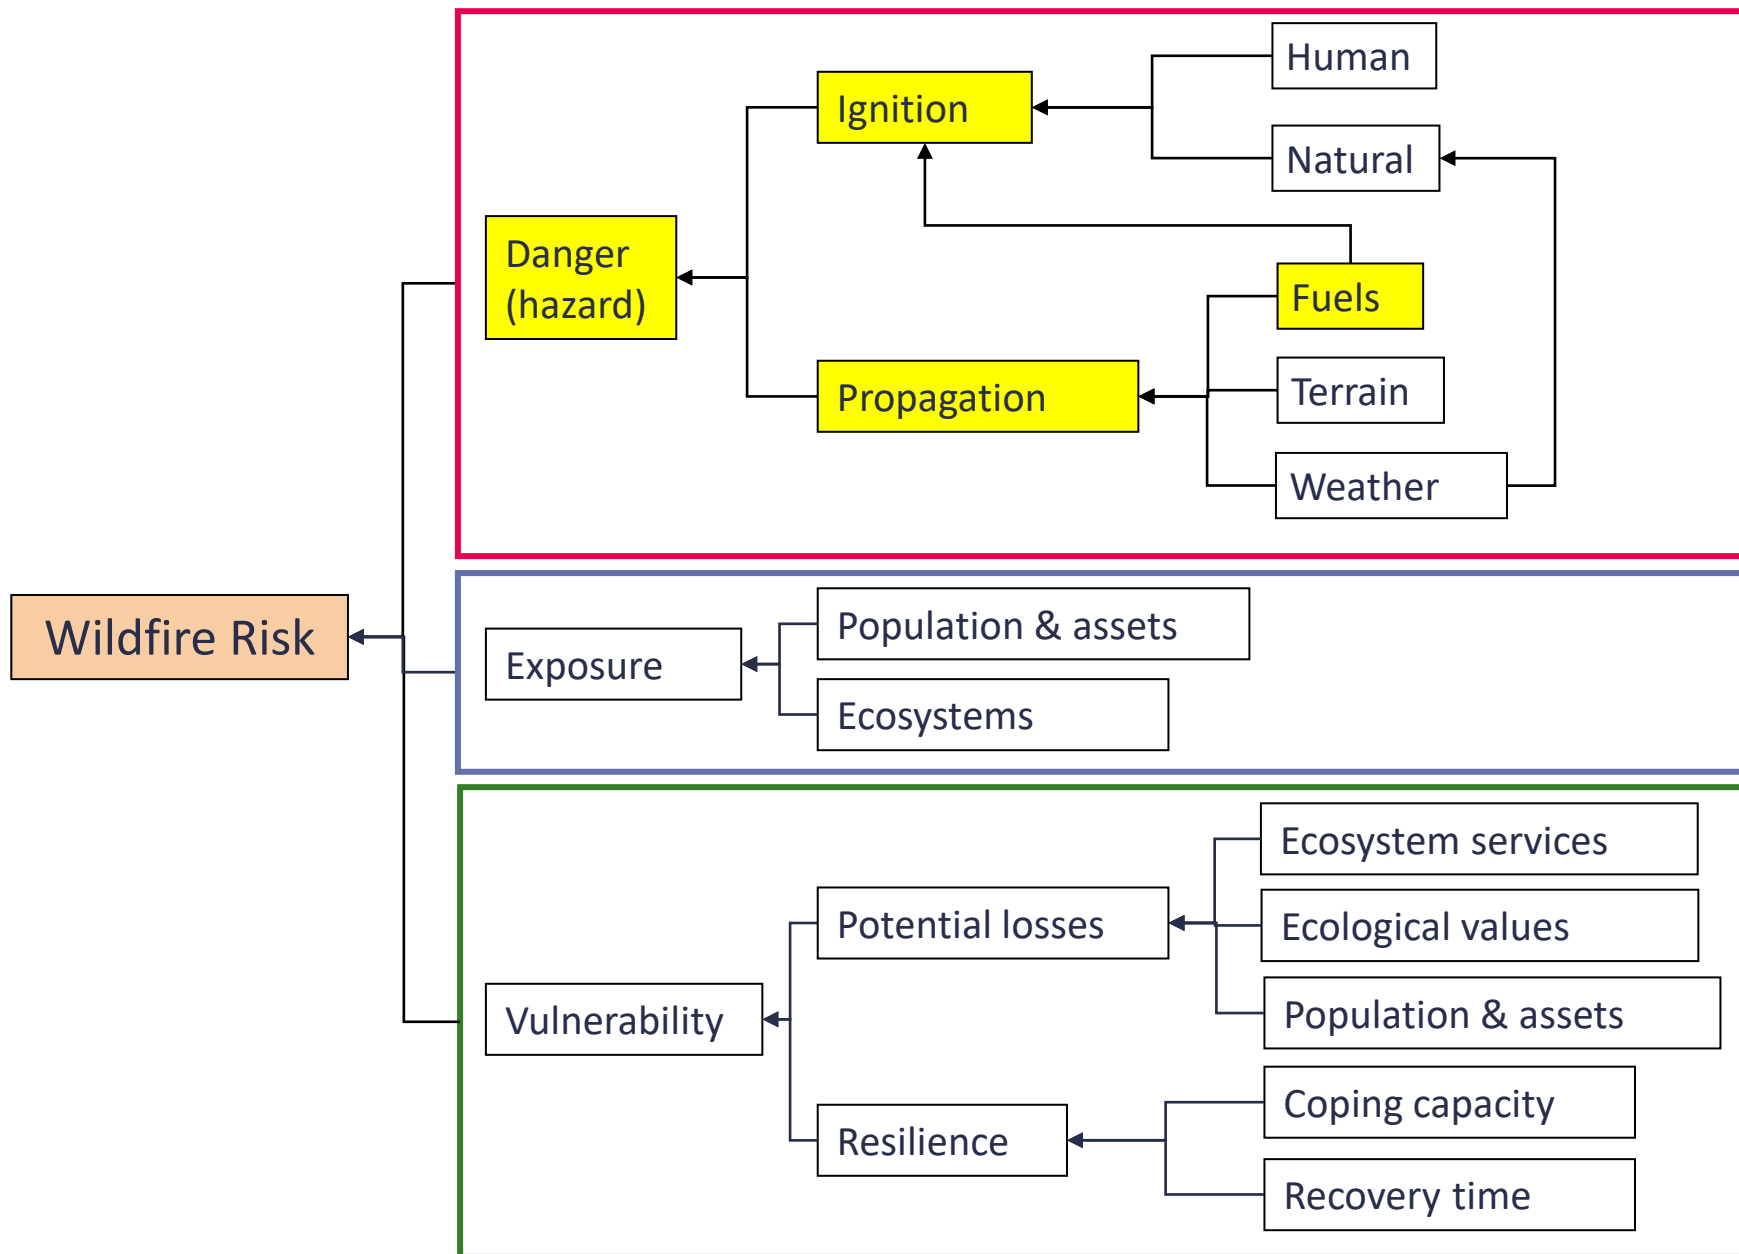 Human
Ignition
Natural
Danger
(hazard)
Fuels
Propagation
Terrain
Weather
Wildfire Risk
Population & assets
Exposure
Ecosystems
Ecosystem services
Potential losses
Ecological values
Vulnerability
Population & assets
Coping capacity
Resilience
Recovery time